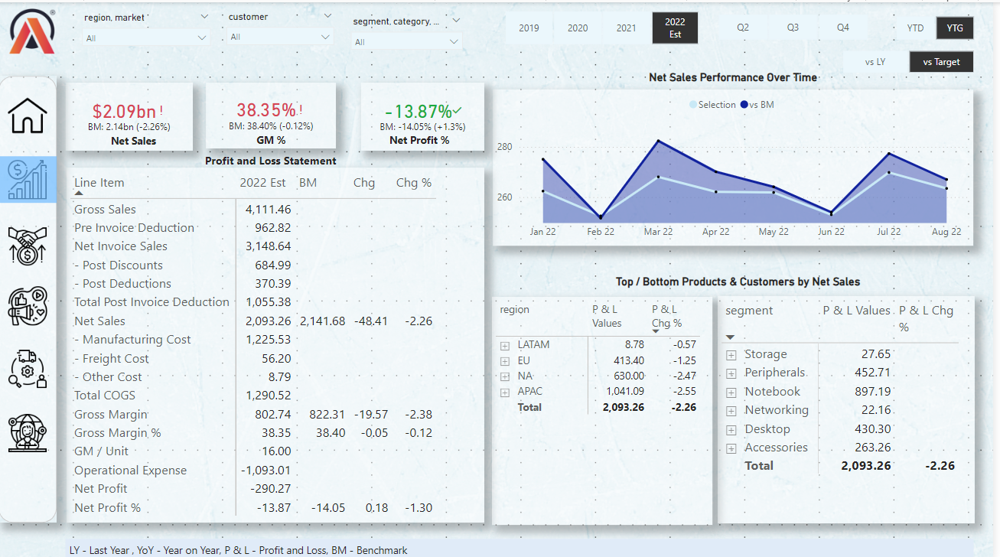 region, market
All
customer
All
segment, category, ...
All
2019
2020
2021
2022
Est
Q2
Q3
Q4
YTD
YTG
vs LY
vs Target
$2.09bn !
BM: 2.14bn (-2.26%)
Net Sales
38.35% !
BM: 38.40% (-0.12%)
GM %
-13.87%
BM: -14.05% (+1.3%)
Net Profit %
Net Sales Performance Over Time
Selection vs BM
280
260
Jan 22 Feb 22 Mar 22 Apr 22 May 22 Jun 22 Jul 22 Aug 22
Profit and Loss Statement
Line Item 2022 Est BM Chg Chg %
Gross Sales 4,111.46
Pre Invoice Deduction 962.82
Net Invoice Sales 3,148.64
- Post Discounts 684.99
- Post Deductions 370.39
Total Post Invoice Deduction 1,055.38
Net Sales 2,093.26 2,141.68 -48.41 -2.26
- Manufacturing Cost 1,225.53
- Freight Cost 56.20
- Other Cost 8.79
Total COGS 1,290.52
Gross Margin 802.74 822.31 -19.57 -2.38
Gross Margin % 38.35 38.40 -0.05 -0.12
GM / Unit 16.00
Operational Expense -1,093.01
Net Profit -290.27
Net Profit % -13.87 -14.05 0.18 -1.30
Top / Bottom Products & Customers by Net Sales
region P & L Values P & L Chg %
LATAM 8.78 -0.57
EU 413.40 -1.25
NA 630.00 -2.47
APAC 1,041.09 -2.55
Total 2,093.26 -2.26
segment P & L Values P & L Chg %
Storage 27.65
Peripherals 452.71
Notebook 897.19
Networking 22.16
Desktop 430.30
Accessories 263.26
Total 2,093.26 -2.26
LY - Last Year , YoY - Year on Year, P & L - Profit and Loss, BM - Benchmark